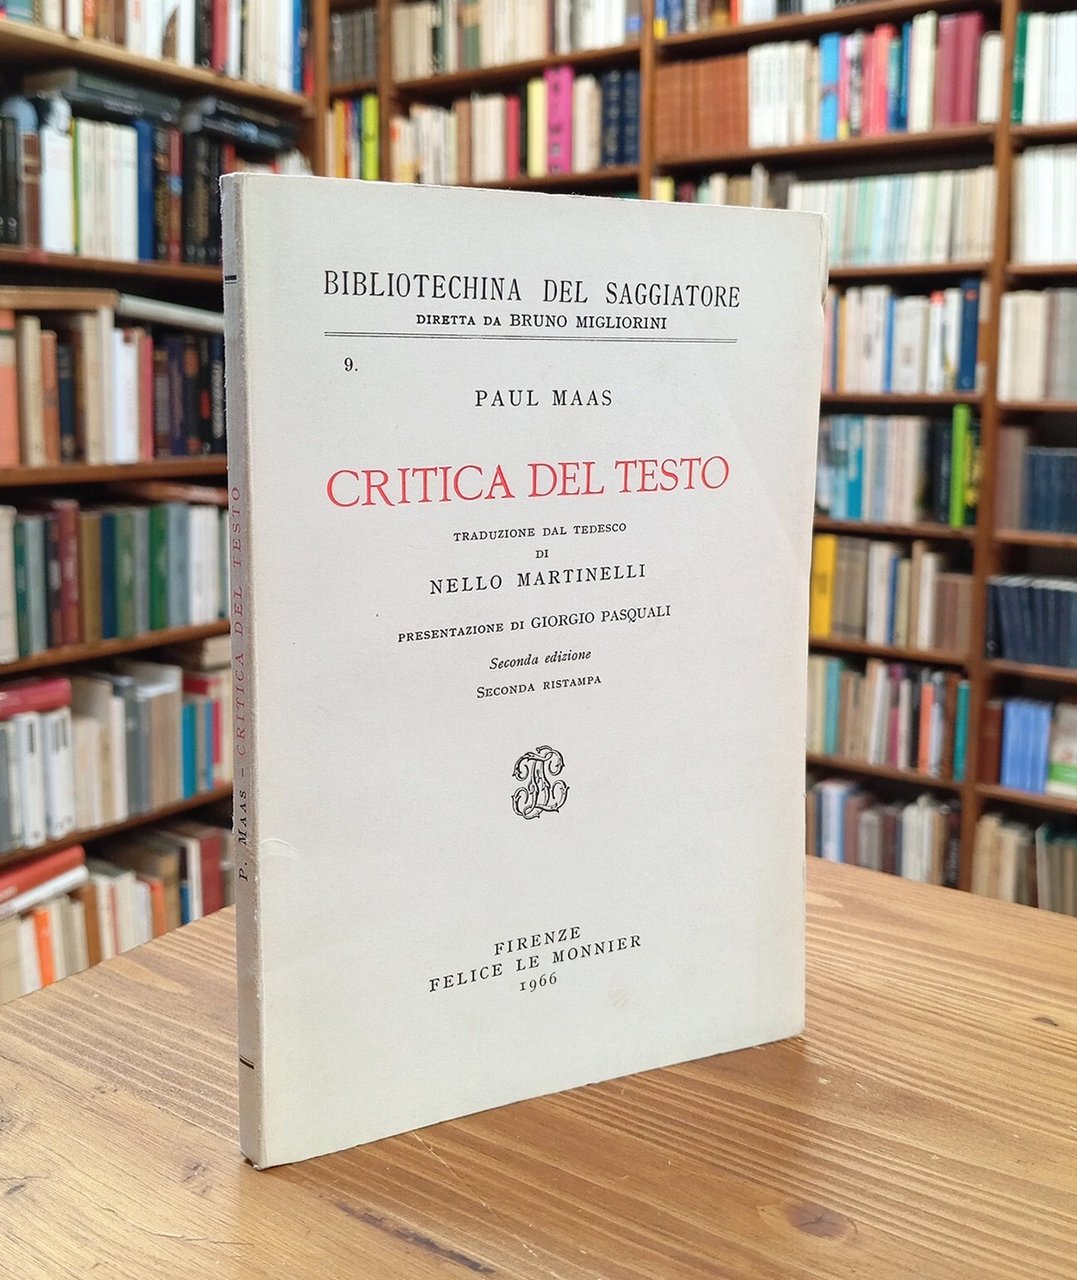 BIBLIOTECHINA DEL SAGGIATORE
DIRETTA DA BRUNO MIGLIORINI
9.
PAUL MAAS
CRITICA DEL TESTO
TRADUZIONE DAL TEDESCO
DI
NELLO MARTINELLI
PRESENTAZIONE DI GIORGIO PASQUALI
Seconda edizione
SECONDA RISTAMPA
FIRENZE
FELICE LE MONNIER
1966
P. MAAS - CRITICA DEL TESTO